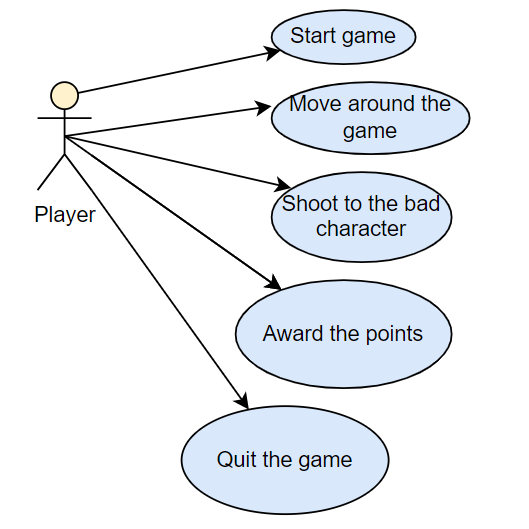 Start game
Move around the
game
Shoot to the bad
character
Player
Award the points
Quit the game